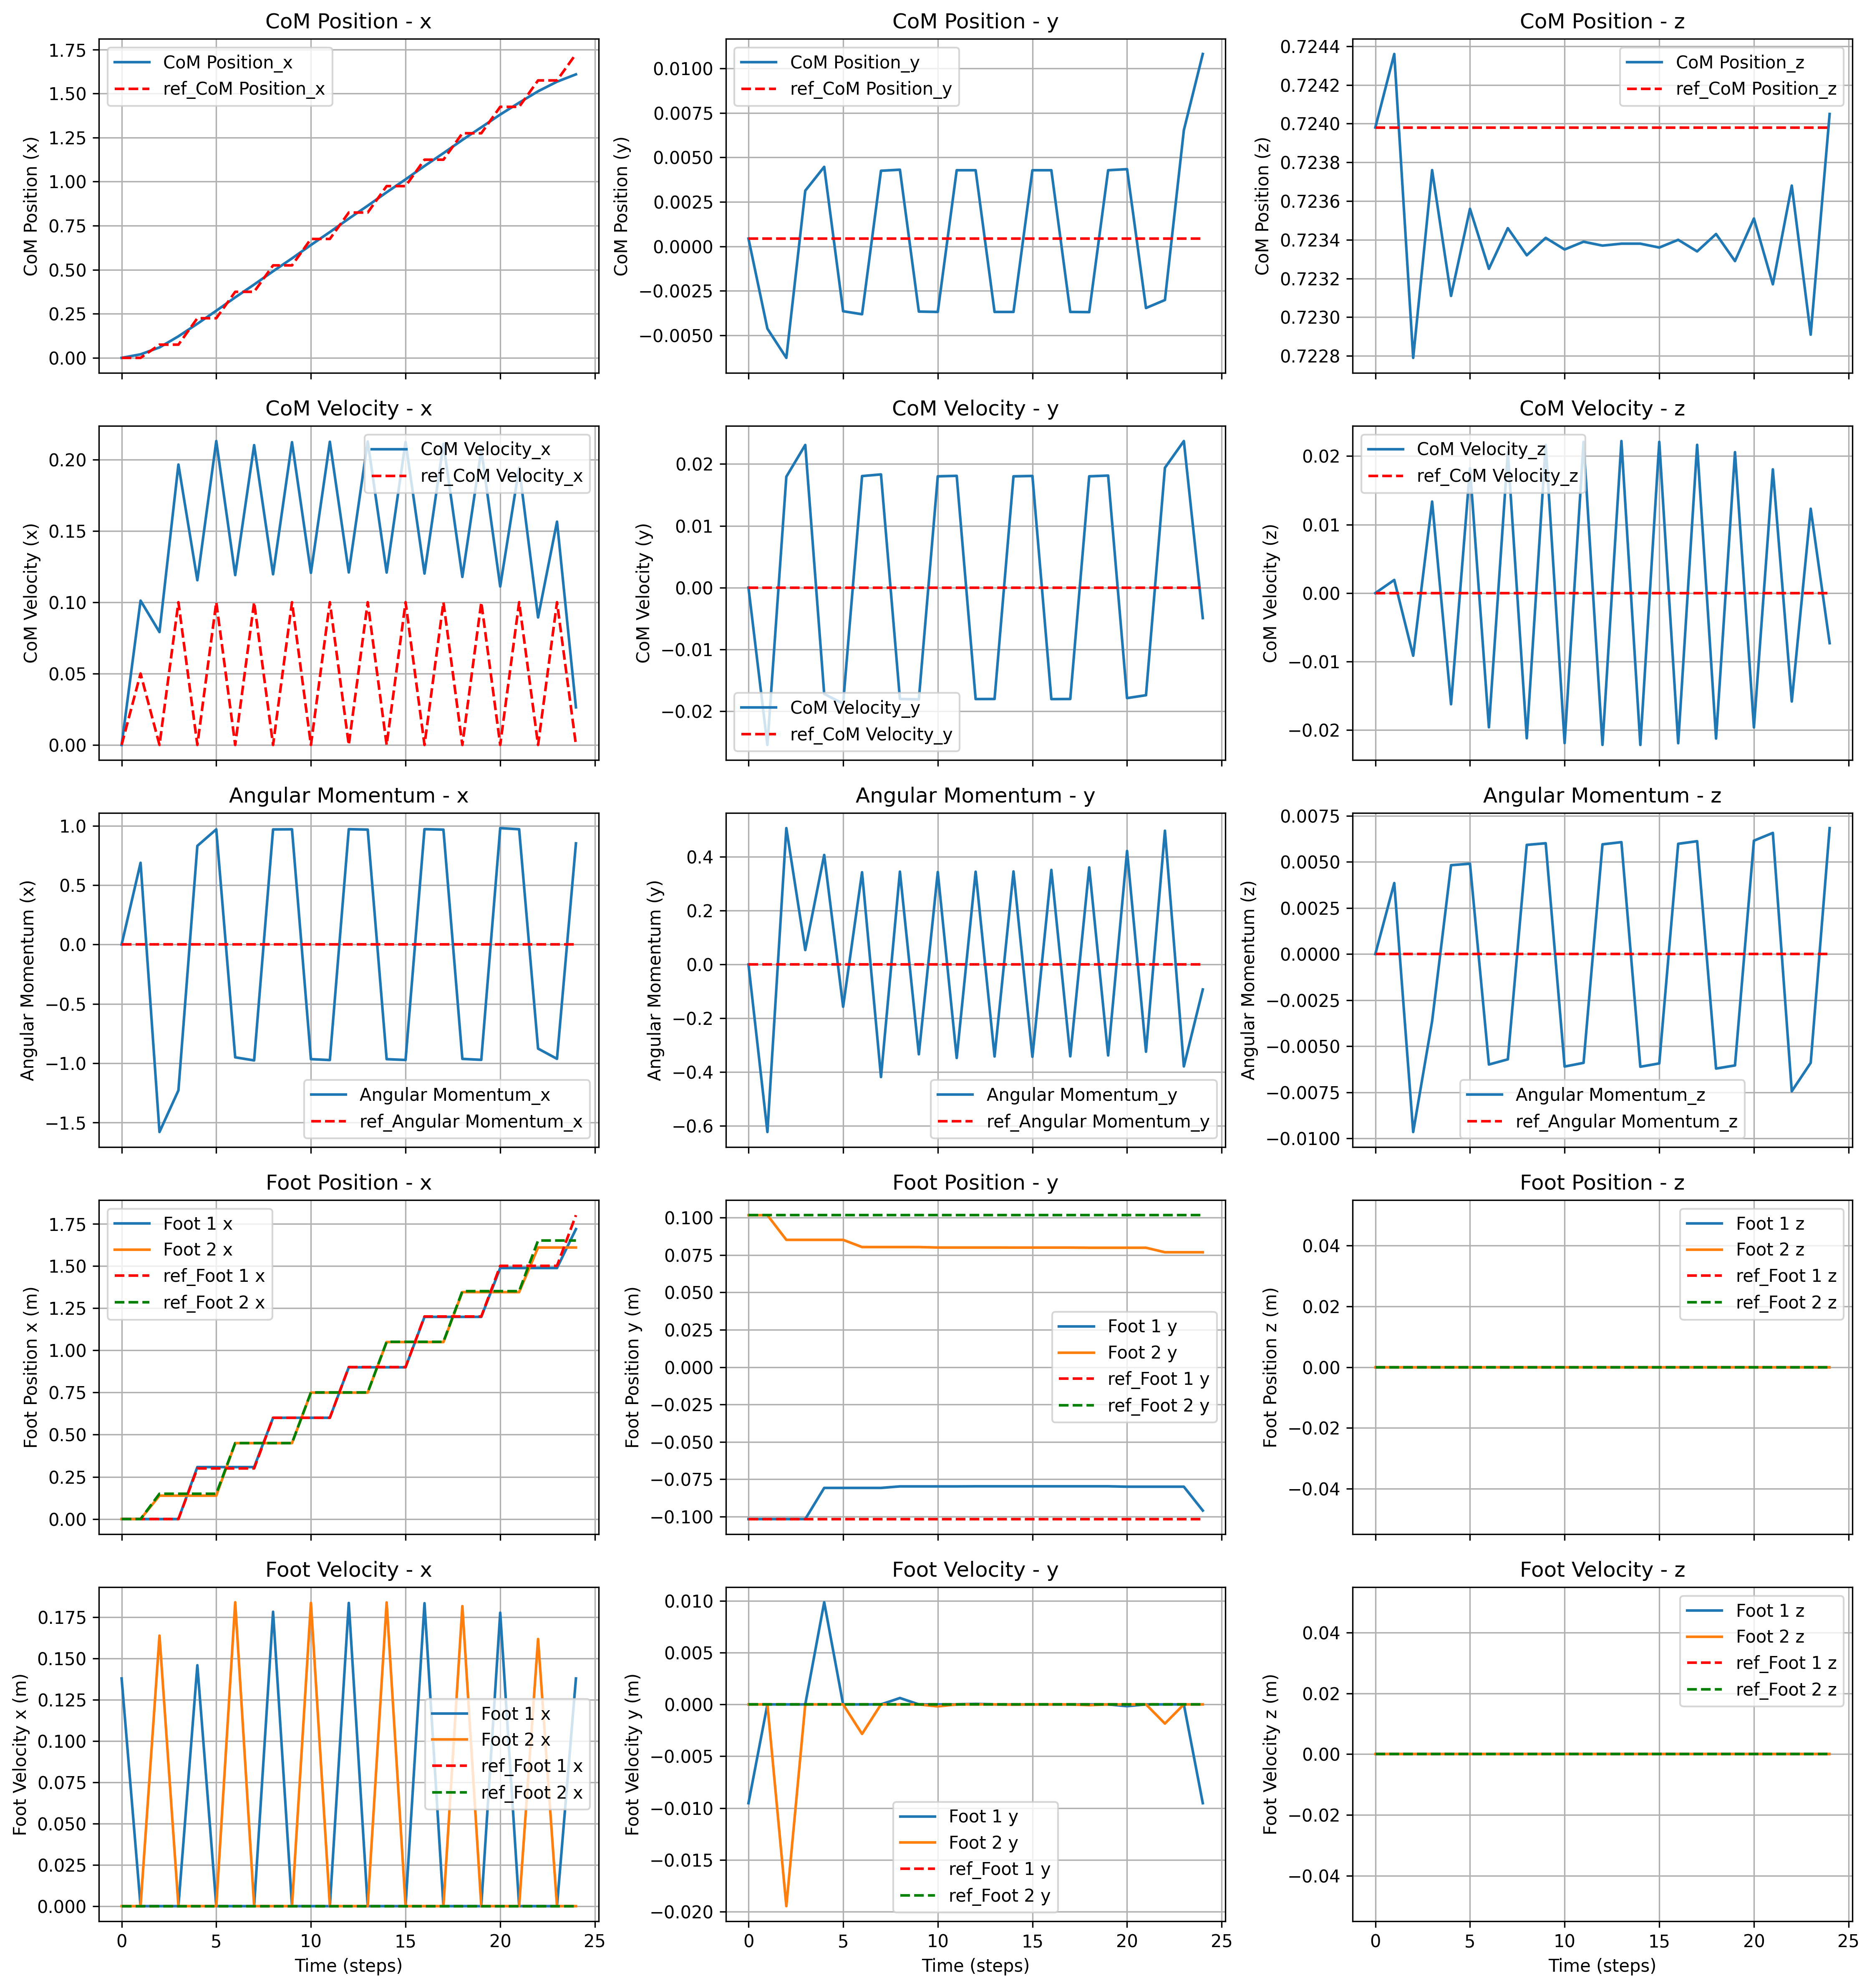 CoM Position - x
CoM Position - y
CoM Position - z
CoM Position (x)
1.75
1.50
1.25
1.00
0.75
0.50
0.25
0.00
CoM Position_x
ref_CoM Position_x
CoM Position (y)
0.0100
0.0075
0.0050
0.0025
0.0000
−0.0025
−0.0050
CoM Position_y
ref_CoM Position_y
CoM Position (z)
0.7244
0.7242
0.7240
0.7238
0.7236
0.7234
0.7232
0.7230
0.7228
CoM Position_z
ref_CoM Position_z
CoM Velocity - x
CoM Velocity - y
CoM Velocity - z
CoM Velocity (x)
0.20
0.15
0.10
0.05
0.00
CoM Velocity_x
ref_CoM Velocity_x
CoM Velocity (y)
0.02
0.01
0.00
−0.01
−0.02
CoM Velocity_y
ref_CoM Velocity_y
CoM Velocity (z)
0.02
0.01
0.00
−0.01
−0.02
CoM Velocity_z
ref_CoM Velocity_z
Angular Momentum - x
Angular Momentum - y
Angular Momentum - z
Angular Momentum (x)
1.0
0.5
0.0
−0.5
−1.0
−1.5
Angular Momentum_x
ref_Angular Momentum_x
Angular Momentum (y)
0.4
0.2
0.0
−0.2
−0.4
−0.6
Angular Momentum_y
ref_Angular Momentum_y
Angular Momentum (z)
0.0075
0.0050
0.0025
0.0000
−0.0025
−0.0050
−0.0075
−0.0100
Angular Momentum_z
ref_Angular Momentum_z
Foot Position - x
Foot Position - y
Foot Position - z
Foot Position x (m)
1.75
1.50
1.25
1.00
0.75
0.50
0.25
0.00
Foot 1 x
Foot 2 x
ref_Foot 1 x
ref_Foot 2 x
Foot Position y (m)
0.100
0.075
0.050
0.025
0.000
−0.025
−0.050
−0.075
−0.100
Foot 1 y
Foot 2 y
ref_Foot 1 y
ref_Foot 2 y
Foot Position z (m)
0.04
0.02
0.00
−0.02
−0.04
Foot 1 z
Foot 2 z
ref_Foot 1 z
ref_Foot 2 z
Foot Velocity - x
Foot Velocity - y
Foot Velocity - z
Foot Velocity x (m)
0.175
0.150
0.125
0.100
0.075
0.050
0.025
0.000
Foot 1 x
Foot 2 x
ref_Foot 1 x
ref_Foot 2 x
0 5 10 15 20 25
Time (steps)
Foot Velocity y (m)
0.010
0.005
0.000
−0.005
−0.010
−0.015
−0.020
Foot 1 y
Foot 2 y
ref_Foot 1 y
ref_Foot 2 y
0 5 10 15 20 25
Time (steps)
Foot Velocity z (m)
0.04
0.02
0.00
−0.02
−0.04
Foot 1 z
Foot 2 z
ref_Foot 1 z
ref_Foot 2 z
0 5 10 15 20 25
Time (steps)